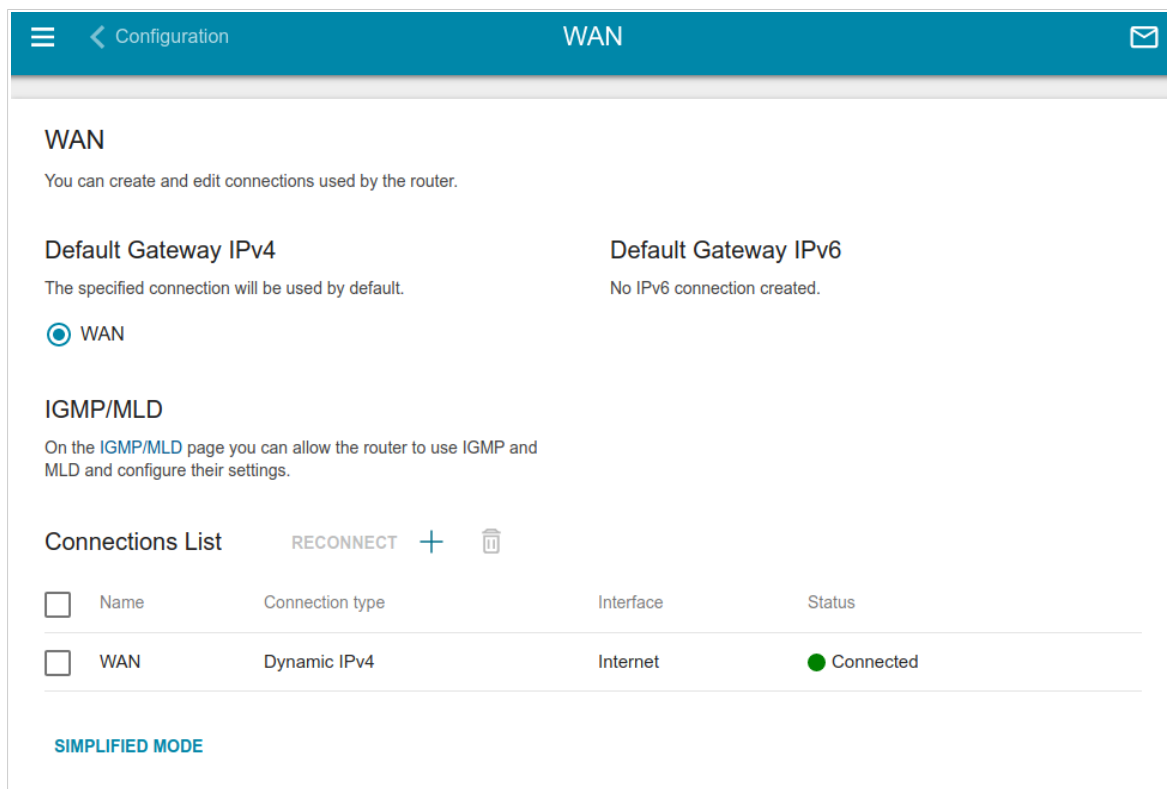 Configuration
WAN
WAN
You can create and edit connections used by the router.
Default Gateway IPv4
The specified connection will be used by default.
WAN
Default Gateway IPv6
No IPv6 connection created.
IGMP/MLD
On the IGMP/MLD page you can allow the router to use IGMP and
MLD and configure their settings.
Connections List RECONNECT
Name Connection type Interface Status
WAN Dynamic IPv4 Internet Connected
SIMPLIFIED MODE